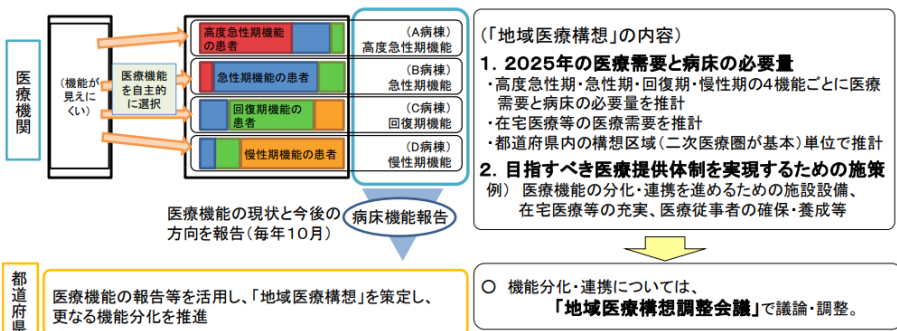 医療機関
(機能が
見えに
くい)
医療機能
を自主的
に選択
高度急性期機能
の患者
急性期機能の患者
回復期機能の
患者
慢性期機能の患者
(A病棟)
高度急性期機能
(B病棟)
急性期機能
(C病棟)
回復期機能
(D病棟)
慢性期機能
医療機能の現状と今後の
方向を報告(毎年10月)
病床機能報告
都道府県
医療機能の報告等を活用し、「地域医療構想」を策定し、
更なる機能分化を推進
(「地域医療構想」の内容)
1. 2025年の医療需要と病床の必要量
・高度急性期・急性期・回復期・慢性期の4機能ごとに医療
需要と病床の必要量を推計
・在宅医療等の医療需要を推計
・都道府県内の構想区域(二次医療圏が基本)単位で推計
2. 目指すべき医療提供体制を実現するための施策
例) 医療機能の分化・連携を進めるための施設設備、
在宅医療等の充実、医療従事者の確保・養成等
○ 機能分化・連携については、
「地域医療構想調整会議」で議論・調整。